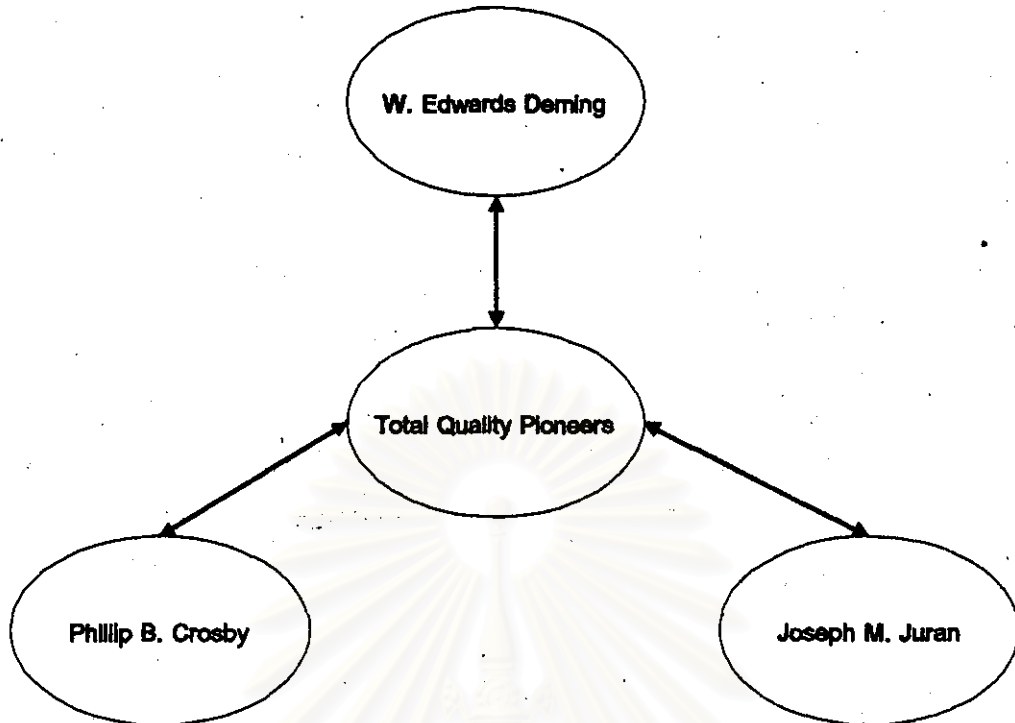 W. Edwards Deming
Total Quality Pioneers
Phillip B. Crosby
Joseph M. Juran